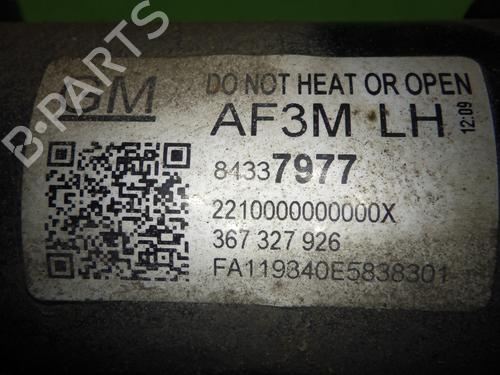 B-PARTS
GM
DO NOT HEAT OR OPEN
AF3M LH
12:09
84337977
2210000000000X
367 327 926
FA119340E5838301